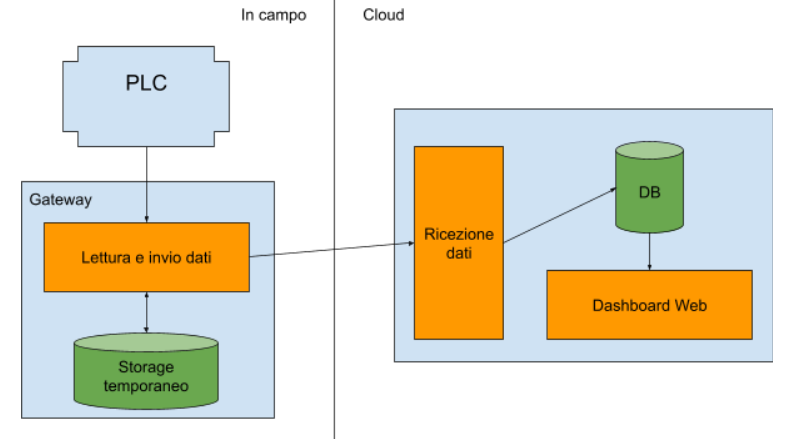 In campo
Cloud
PLC
Gateway
Lettura e invio dati
Storage
temporaneo
Ricezione
dati
DB
Dashboard Web